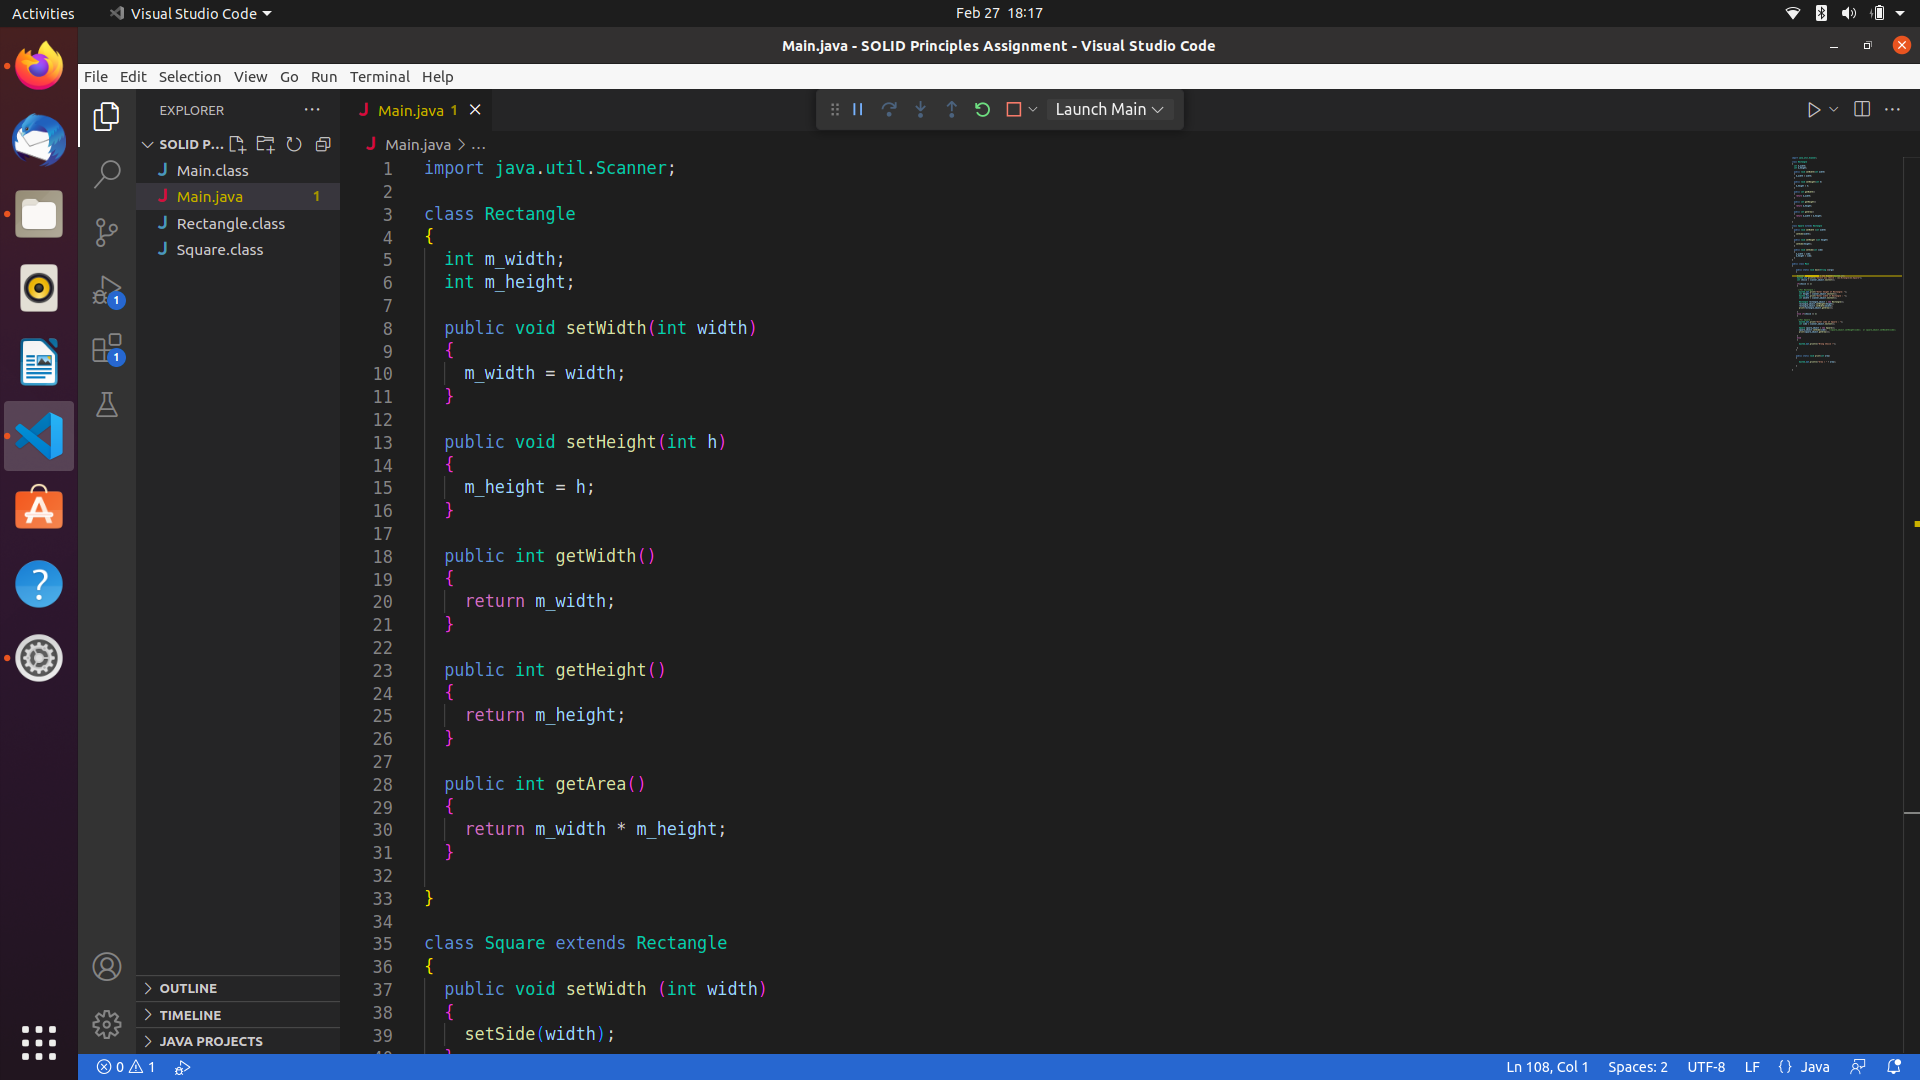 Activities Visual Studio Code Feb 27 18:17
Main.java - SOLID Principles Assignment - Visual Studio Code
File Edit Selection View Go Run Terminal Help
EXPLORER
SOLID P...
Main.class
Main.java 1
Rectangle.class
Square.class
1
1
OUTLINE
TIMELINE
JAVA PROJECTS
Main.java 1
Launch Main
Main.java > ...
1 import java.util.Scanner;
2
3 class Rectangle
4 {
5 int m_width;
6 int m_height;
7
8 public void setWidth(int width)
9 {
10 m_width = width;
11 }
12
13 public void setHeight(int h)
14 {
15 m_height = h;
16 }
17
18 public int getWidth()
19 {
20 return m_width;
21 }
22
23 public int getHeight()
24 {
25 return m_height;
26 }
27
28 public int getArea()
29 {
30 return m_width * m_height;
31 }
32
33 }
34
35 class Square extends Rectangle
36 {
37 public void setWidth (int width)
38 {
39 setSide(width);
40 }
0 1
Ln 108, Col 1 Spaces: 2 UTF-8 LF {} Java